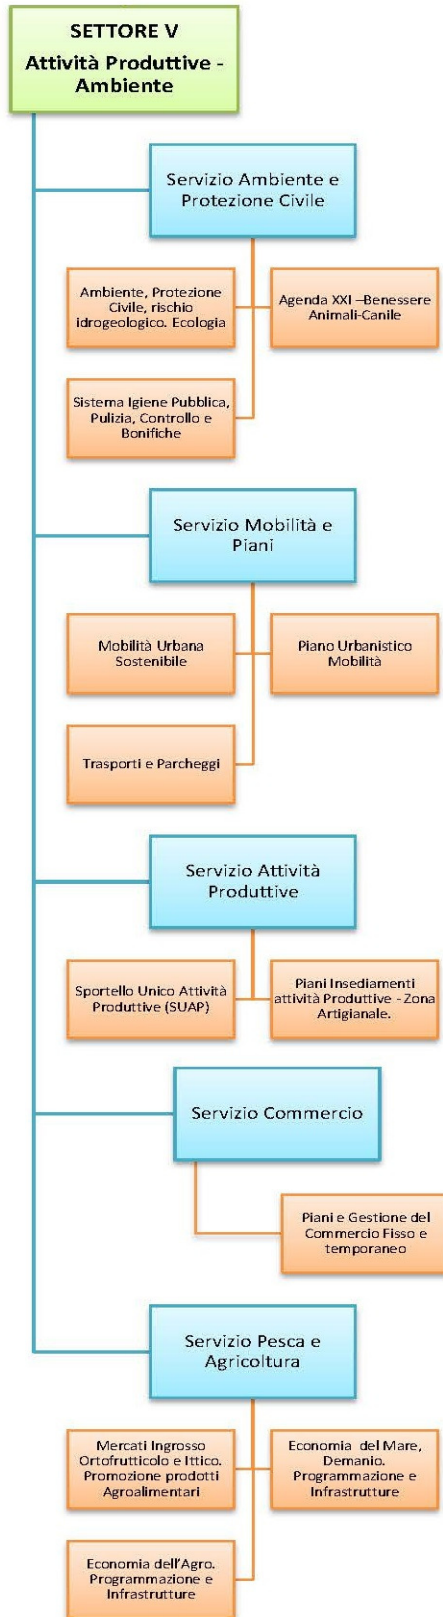 SETTORE V
Attività Produttive -
Ambiente
Servizio Ambiente e
Protezione Civile
Ambiente, Protezione
Civile, rischio
idrogeologico. Ecologia
Agenda XXI –Benessere
Animali-Canile
Sistema Igiene Pubblica,
Pulizia, Controllo e
Bonifiche
Servizio Mobilità e
Piani
Mobilità Urbana
Sostenibile
Piano Urbanistico
Mobilità
Trasporti e Parcheggi
Servizio Attività
Produttive
Sportello Unico Attività
Produttive (SUAP)
Piani Insediamenti
attività Produttive - Zona
Artigianale.
Servizio Commercio
Piani e Gestione del
Commercio Fisso e
temporaneo
Servizio Pesca e
Agricoltura
Mercati Ingrosso
Ortofrutticolo e Ittico.
Promozione prodotti
Agroalimentari
Economia del Mare,
Demanio.
Programmazione e
Infrastrutture
Economia dell'Agro.
Programmazione e
Infrastrutture